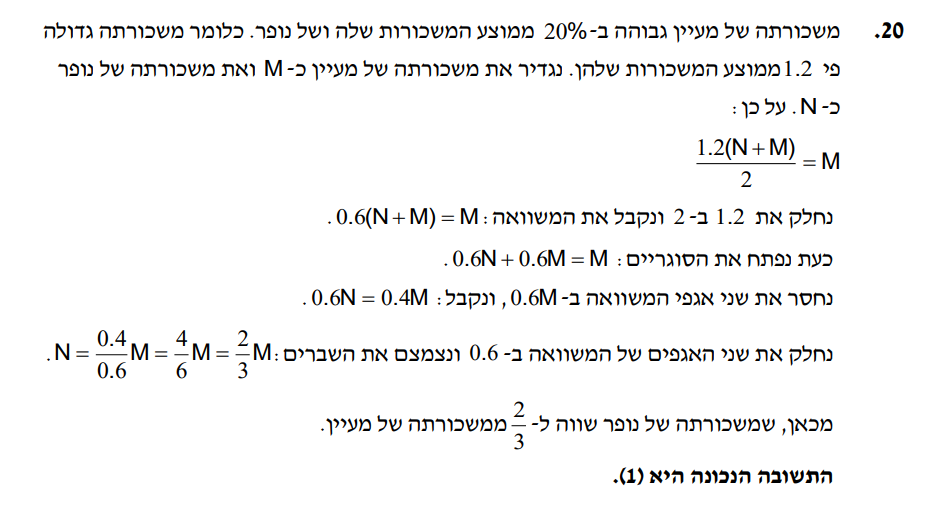 20. משכורתה של מעיין גבוהה ב- 20% ממוצע המשכורות שלה ושל נופר. כלומר משכורתה גדולה
פי 1.2 ממוצע המשכורות שלהן. נגדיר את משכורתה של מעיין כ- M ואת משכורתה של נופר
כ- N. על כן:
1.2(N + M)/2 = M
נחלק את 1.2 ב- 2 ונקבל את המשוואה: 0.6(N + M) = M.
כעת נפתח את הסוגריים: 0.6N + 0.6M = M.
נחסר את שני אגפי המשוואה ב- 0.6M, ונקבל: 0.6N = 0.4M.
נחלק את שני האגפים של המשוואה ב- 0.6 ונצמצם את השברים: N = 0.4/0.6 M = 4/6 M = 2/3 M.
מכאן, שמשכורתה של נופר שווה ל- 2/3 ממשכורתה של מעיין.
התשובה הנכונה היא (1).